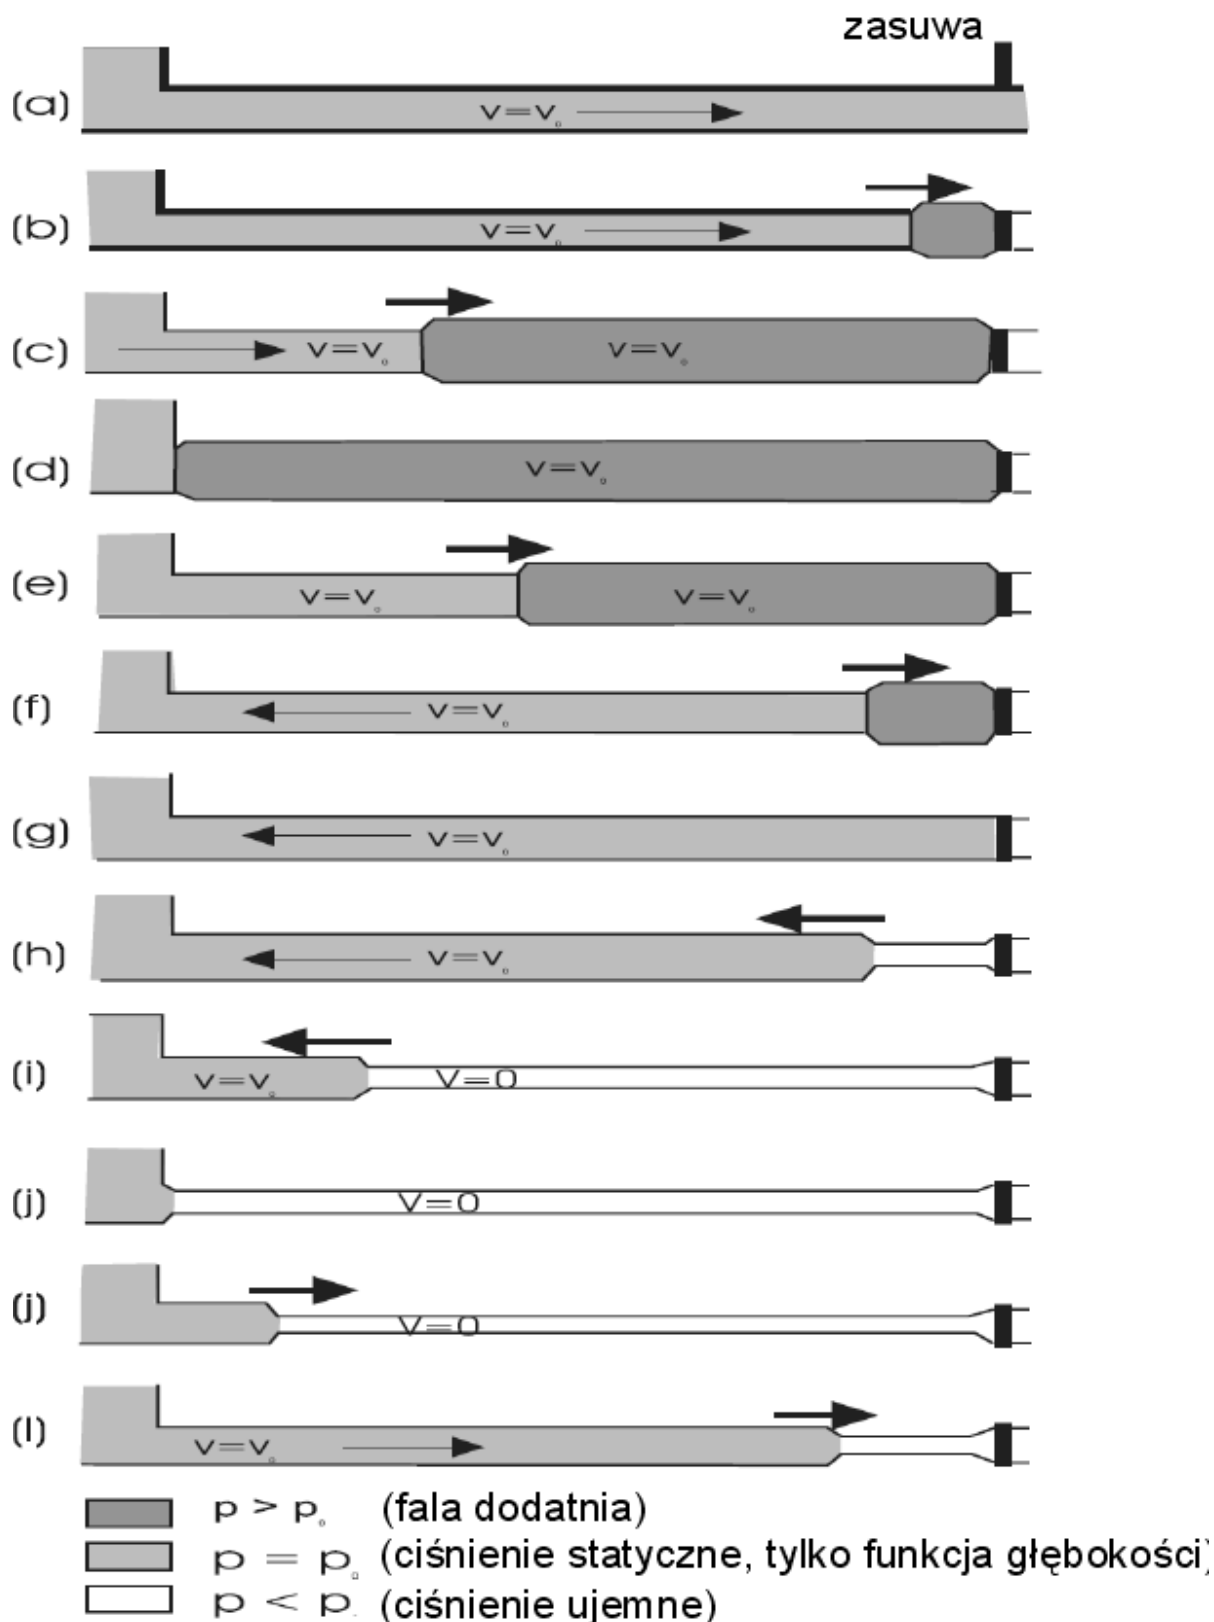 zasuwa
(a) v=v₀
(b) v=v₀
(c) v=v₀ v=v₀
(d) v=v₀
(e) v=v₀ v=v₀
(f) v=v₀
(g) v=v₀
(h) v=v₀
(i) v=v₀ v=0
(j) v=0
(j) v=0
(l) v=v₀
p > p₀ (fala dodatnia)
p = p₀ (ciśnienie statyczne, tylko funkcja głębokości)
p < p. (ciśnienie ujemne)